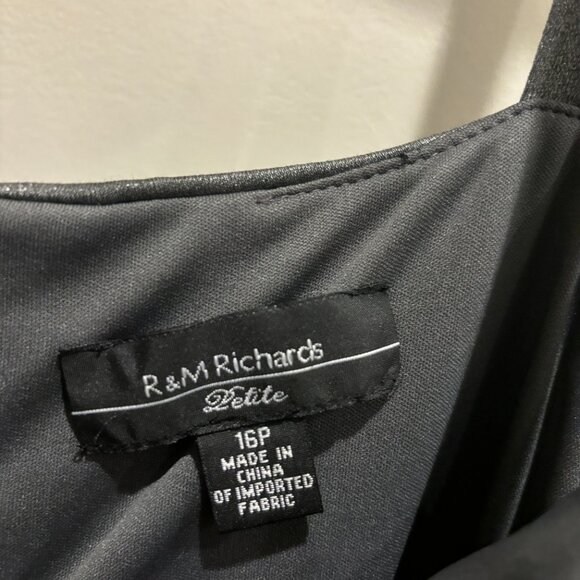 R&M Richards
Petite
16P
MADE IN
CHINA
OF IMPORTED
FABRIC